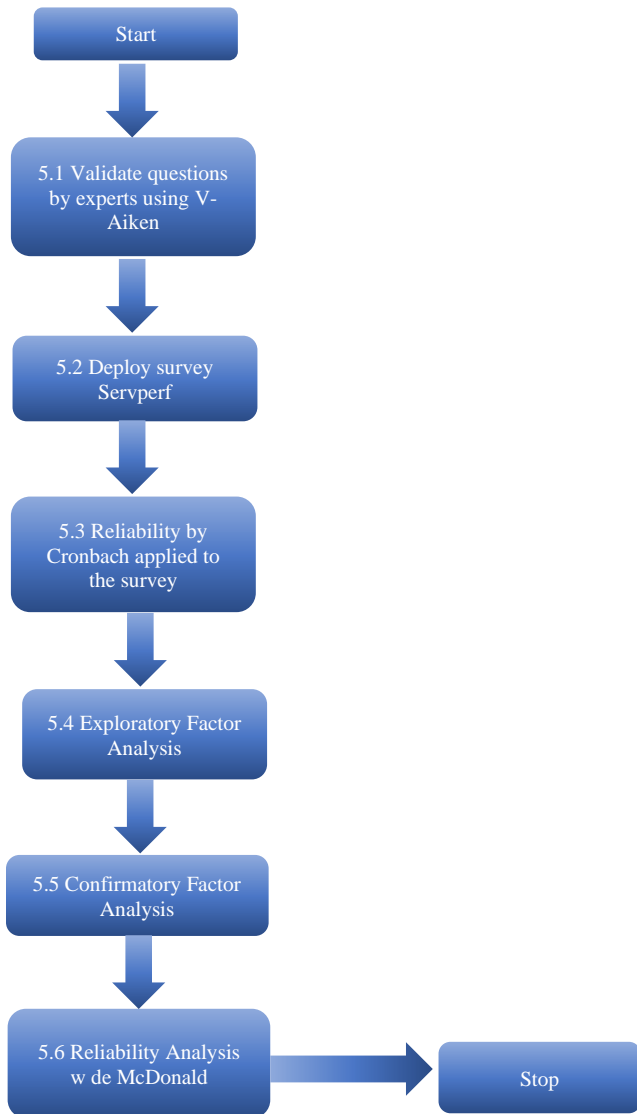 Start
5.1 Validate questions
by experts using V-
Aiken
5.2 Deploy survey
Servperf
5.3 Reliability by
Cronbach applied to
the survey
5.4 Exploratory Factor
Analysis
5.5 Confirmatory Factor
Analysis
5.6 Reliability Analysis
w de McDonald
Stop